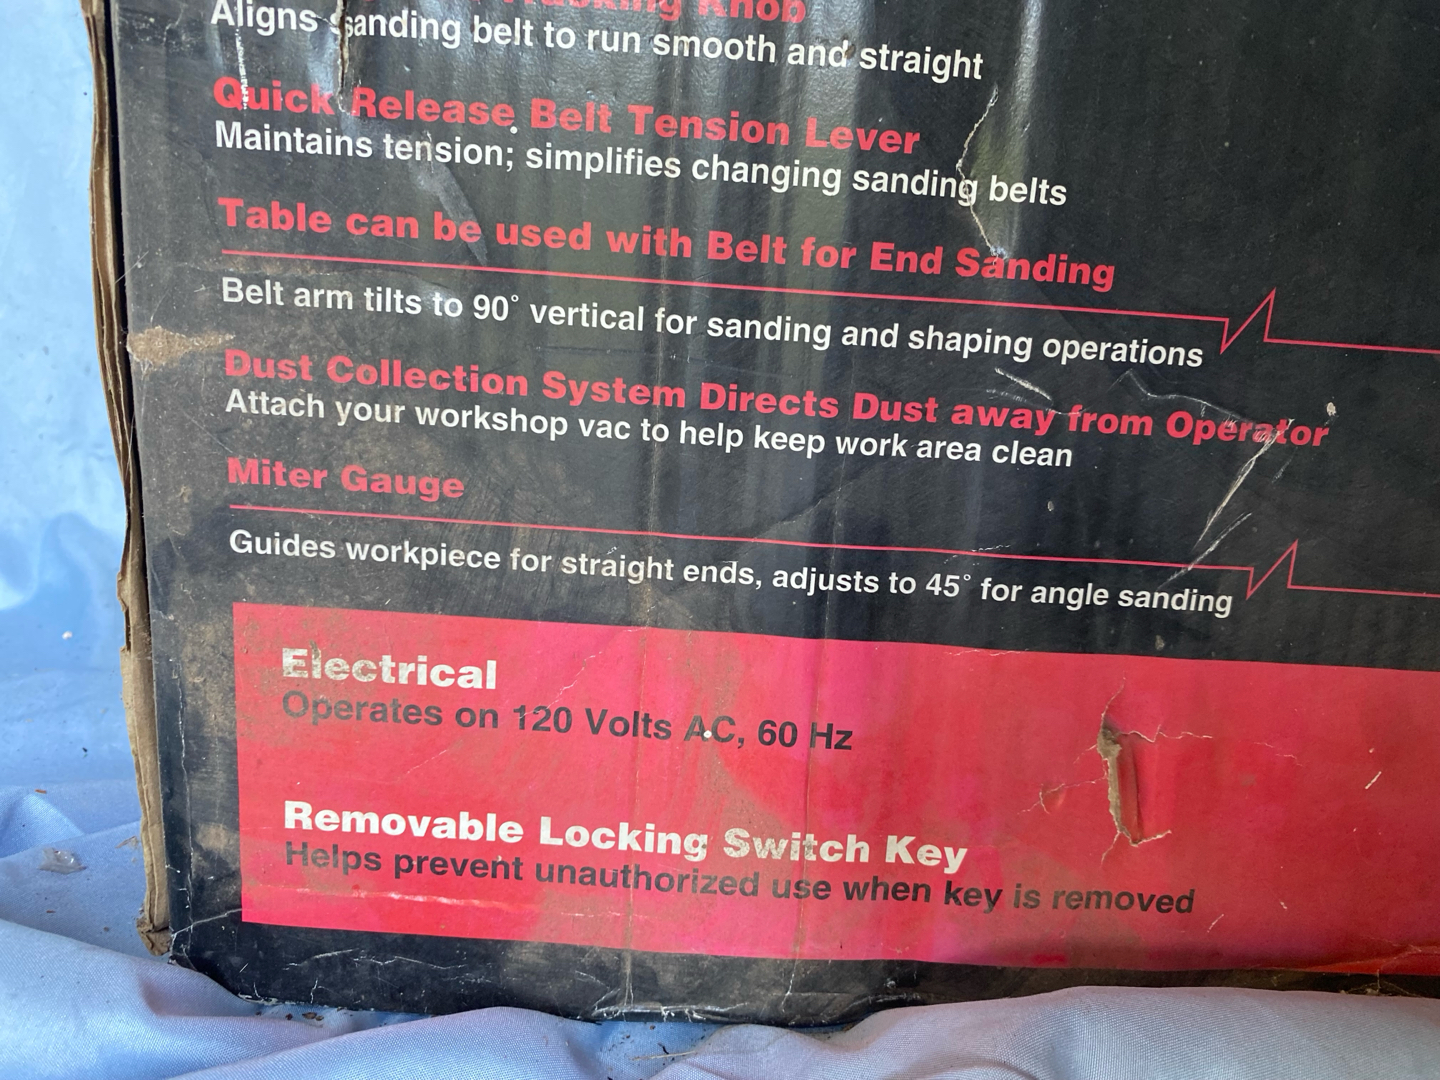 Tracking Knob
Aligns sanding belt to run smooth and straight
Quick Release Belt Tension Lever
Maintains tension; simplifies changing sanding belts
Table can be used with Belt for End Sanding
Belt arm tilts to 90° vertical for sanding and shaping operations
Dust Collection System Directs Dust away from Operator
Attach your workshop vac to help keep work area clean
Miter Gauge
Guides workpiece for straight ends, adjusts to 45° for angle sanding
Electrical
Operates on 120 Volts AC, 60 Hz
Removable Locking Switch Key
Helps prevent unauthorized use when key is removed